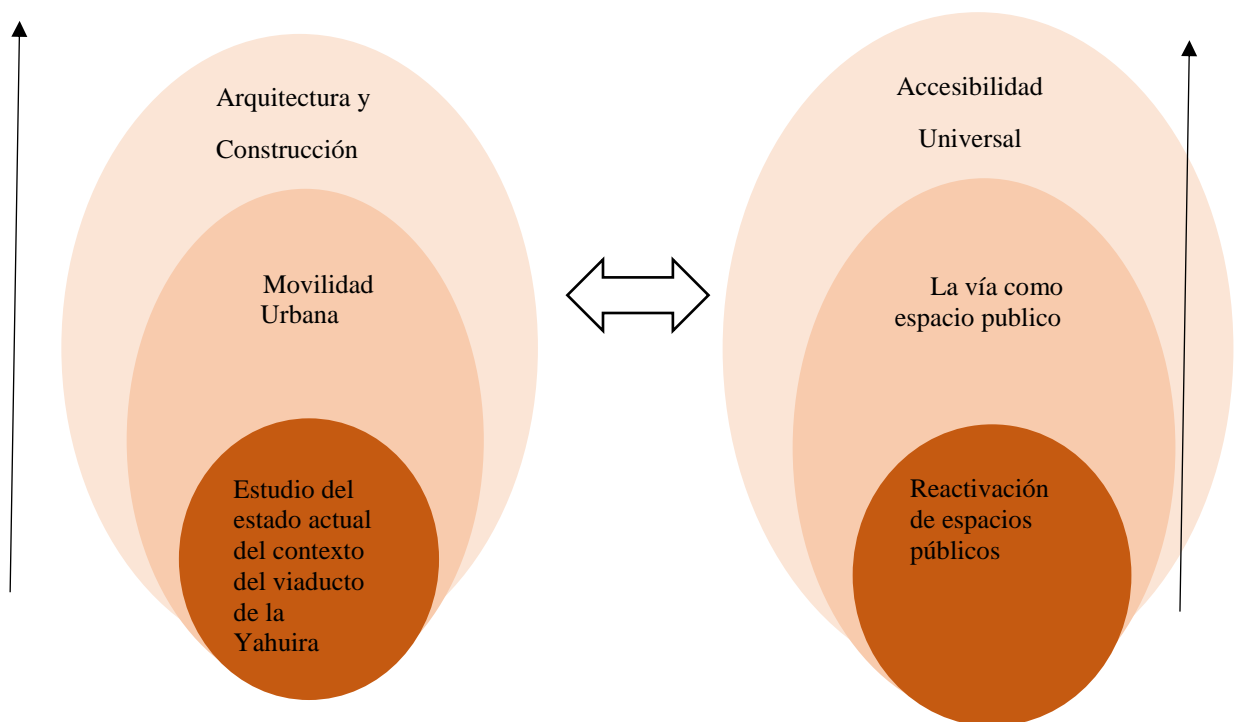 Arquitectura y
Construcción
Movilidad
Urbana
Estudio del
estado actual
del contexto
del viaducto
de la
Yahuira
Accesibilidad
Universal
La vía como
espacio publico
Reactivación
de espacios
públicos